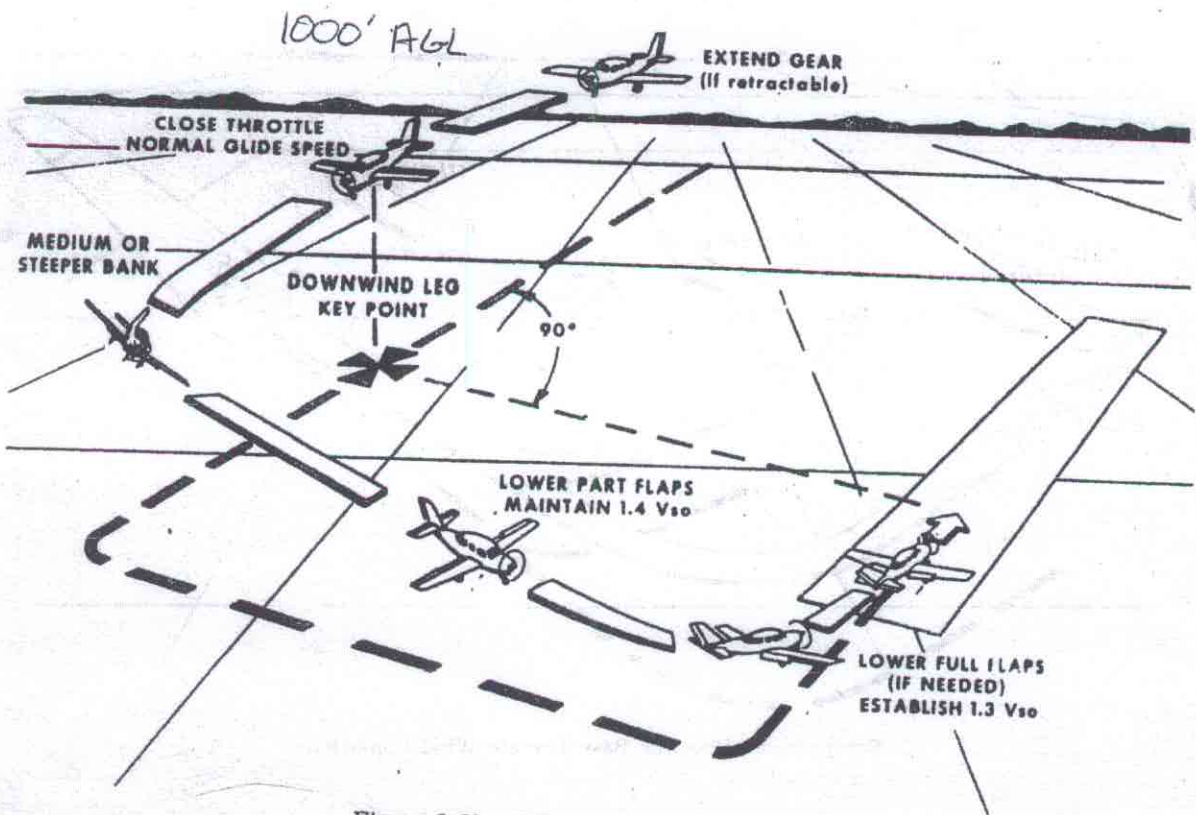 1000' AGL
EXTEND GEAR
(If retractable)
CLOSE THROTTLE
NORMAL GLIDE SPEED
MEDIUM OR
STEEPER BANK
DOWNWIND LEG
KEY POINT
90°
LOWER PART FLAPS
MAINTAIN 1.4 Vso
LOWER FULL FLAPS
(IF NEEDED)
ESTABLISH 1.3 Vso